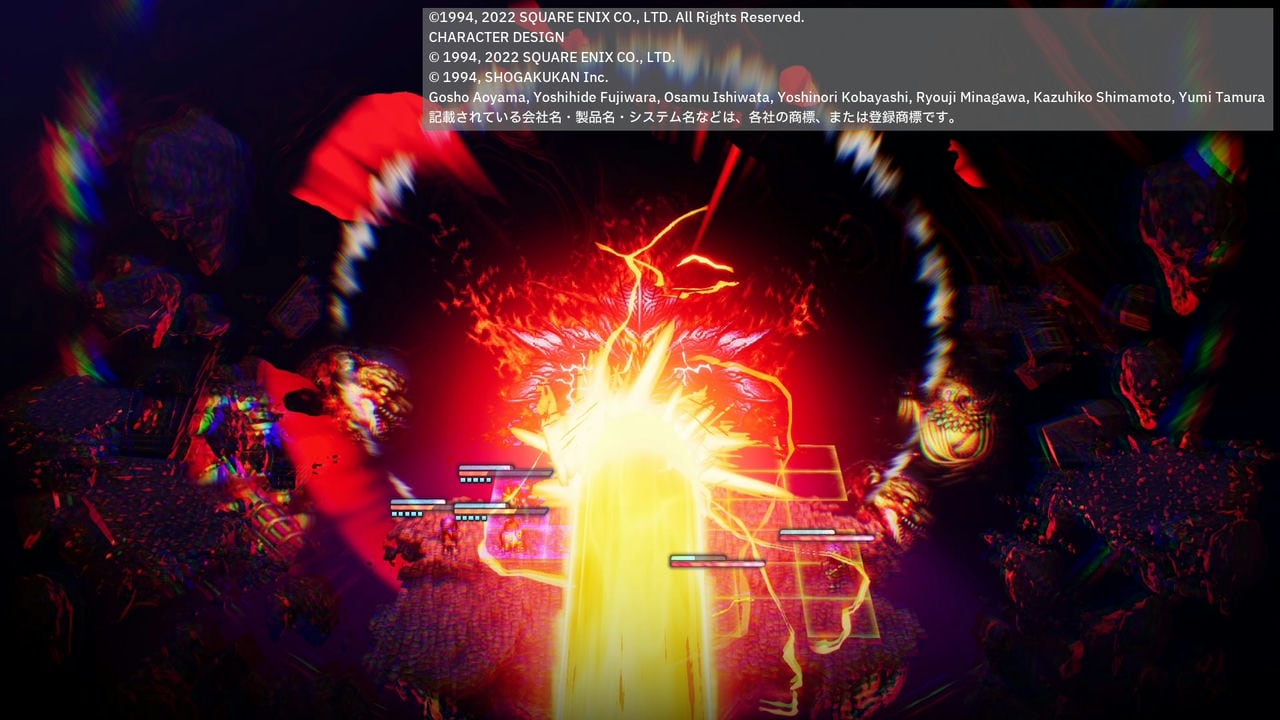 ©1994, 2022 SQUARE ENIX CO., LTD. All Rights Reserved.
CHARACTER DESIGN
© 1994, 2022 SQUARE ENIX CO., LTD.
© 1994, SHOGAKUKAN Inc.
Gosho Aoyama, Yoshihide Fujiwara, Osamu Ishiwata, Yoshinori Kobayashi, Ryouji Minagawa, Kazuhiko Shimamoto, Yumi Tamura
記載されている会社名・製品名・システム名などは、各社の商標、または登録商標です。